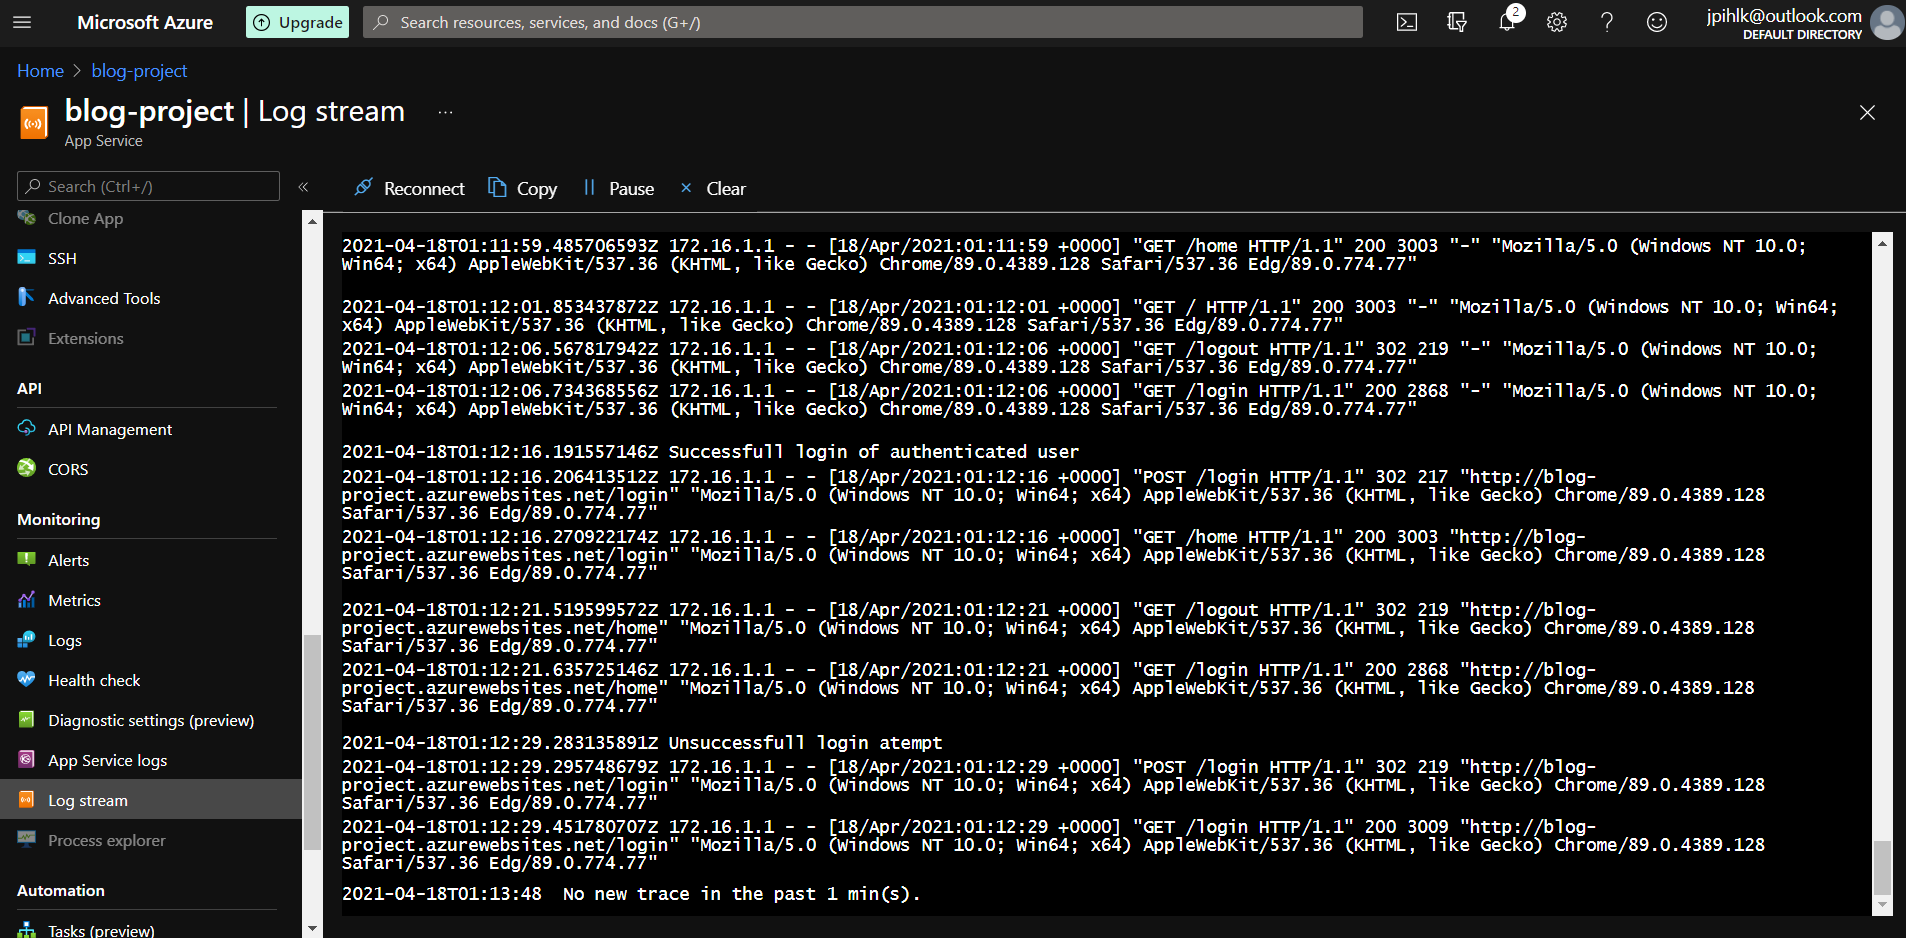 Microsoft Azure
Upgrade
Search resources, services, and docs (G+/)
2
jpihlk@outlook.com
DEFAULT DIRECTORY
Home > blog-project
blog-project | Log stream ...
App Service
Search (Ctrl+/)
«
Reconnect
Copy
Pause
Clear
Clone App
SSH
Advanced Tools
Extensions
API
API Management
CORS
Monitoring
Alerts
Metrics
Logs
Health check
Diagnostic settings (preview)
App Service logs
Log stream
Process explorer
Automation
Tasks (preview)
2021-04-18T01:11:59.485706593Z 172.16.1.1 - - [18/Apr/2021:01:11:59 +0000] "GET /home HTTP/1.1" 200 3003 "-" "Mozilla/5.0 (Windows NT 10.0;
Win64; x64) AppleWebKit/537.36 (KHTML, like Gecko) Chrome/89.0.4389.128 Safari/537.36 Edg/89.0.774.77"
2021-04-18T01:12:01.853437872Z 172.16.1.1 - - [18/Apr/2021:01:12:01 +0000] "GET / HTTP/1.1" 200 3003 "-" "Mozilla/5.0 (Windows NT 10.0; Win64;
x64) AppleWebKit/537.36 (KHTML, like Gecko) Chrome/89.0.4389.128 Safari/537.36 Edg/89.0.774.77"
2021-04-18T01:12:06.567817942Z 172.16.1.1 - - [18/Apr/2021:01:12:06 +0000] "GET /logout HTTP/1.1" 302 219 "-" "Mozilla/5.0 (Windows NT 10.0;
Win64; x64) AppleWebKit/537.36 (KHTML, like Gecko) Chrome/89.0.4389.128 Safari/537.36 Edg/89.0.774.77"
2021-04-18T01:12:06.734368556Z 172.16.1.1 - - [18/Apr/2021:01:12:06 +0000] "GET /login HTTP/1.1" 200 2868 "-" "Mozilla/5.0 (Windows NT 10.0;
Win64; x64) AppleWebKit/537.36 (KHTML, like Gecko) Chrome/89.0.4389.128 Safari/537.36 Edg/89.0.774.77"
2021-04-18T01:12:16.191557146Z Successfull login of authenticated user
2021-04-18T01:12:16.206413512Z 172.16.1.1 - - [18/Apr/2021:01:12:16 +0000] "POST /login HTTP/1.1" 302 217 "http://blog-
project.azurewebsites.net/login" "Mozilla/5.0 (Windows NT 10.0; Win64; x64) AppleWebKit/537.36 (KHTML, like Gecko) Chrome/89.0.4389.128
Safari/537.36 Edg/89.0.774.77"
2021-04-18T01:12:16.270922174Z 172.16.1.1 - - [18/Apr/2021:01:12:16 +0000] "GET /home HTTP/1.1" 200 3003 "http://blog-
project.azurewebsites.net/login" "Mozilla/5.0 (Windows NT 10.0; Win64; x64) AppleWebKit/537.36 (KHTML, like Gecko) Chrome/89.0.4389.128
Safari/537.36 Edg/89.0.774.77"
2021-04-18T01:12:21.519599572Z 172.16.1.1 - - [18/Apr/2021:01:12:21 +0000] "GET /logout HTTP/1.1" 302 219 "http://blog-
project.azurewebsites.net/home" "Mozilla/5.0 (Windows NT 10.0; Win64; x64) AppleWebKit/537.36 (KHTML, like Gecko) Chrome/89.0.4389.128
Safari/537.36 Edg/89.0.774.77"
2021-04-18T01:12:21.635725146Z 172.16.1.1 - - [18/Apr/2021:01:12:21 +0000] "GET /login HTTP/1.1" 200 2868 "http://blog-
project.azurewebsites.net/home" "Mozilla/5.0 (Windows NT 10.0; Win64; x64) AppleWebKit/537.36 (KHTML, like Gecko) Chrome/89.0.4389.128
Safari/537.36 Edg/89.0.774.77"
2021-04-18T01:12:29.283135891Z Unsuccessfull login atempt
2021-04-18T01:12:29.295748679Z 172.16.1.1 - - [18/Apr/2021:01:12:29 +0000] "POST /login HTTP/1.1" 302 219 "http://blog-
project.azurewebsites.net/login" "Mozilla/5.0 (Windows NT 10.0; Win64; x64) AppleWebKit/537.36 (KHTML, like Gecko) Chrome/89.0.4389.128
Safari/537.36 Edg/89.0.774.77"
2021-04-18T01:12:29.451780707Z 172.16.1.1 - - [18/Apr/2021:01:12:29 +0000] "GET /login HTTP/1.1" 200 3009 "http://blog-
project.azurewebsites.net/login" "Mozilla/5.0 (Windows NT 10.0; Win64; x64) AppleWebKit/537.36 (KHTML, like Gecko) Chrome/89.0.4389.128
Safari/537.36 Edg/89.0.774.77"
2021-04-18T01:13:48 No new trace in the past 1 min(s).